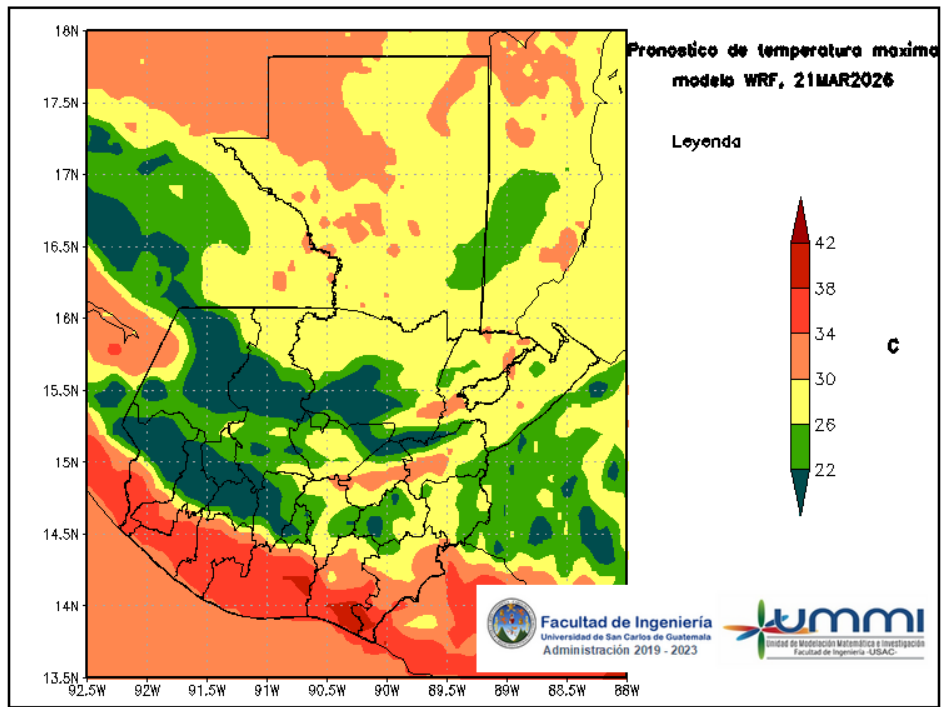 Pronostico de temperatura maxima
modelo WRF, 21MAR2026
Leyenda
42
38
34
30
26
22
C
18N
17.5N
17N
16.5N
16N
15.5N
15N
14.5N
14N
13.5N
92.5W 92W 91.5W 91W 90.5W 90W 89.5W 89W 88.5W 88W
Facultad de Ingeniería
Universidad de San Carlos de Guatemala
Administración 2019 - 2023
ummi
Unidad de Modelación Matemática e Investigación
Facultad de Ingeniería -USAC-